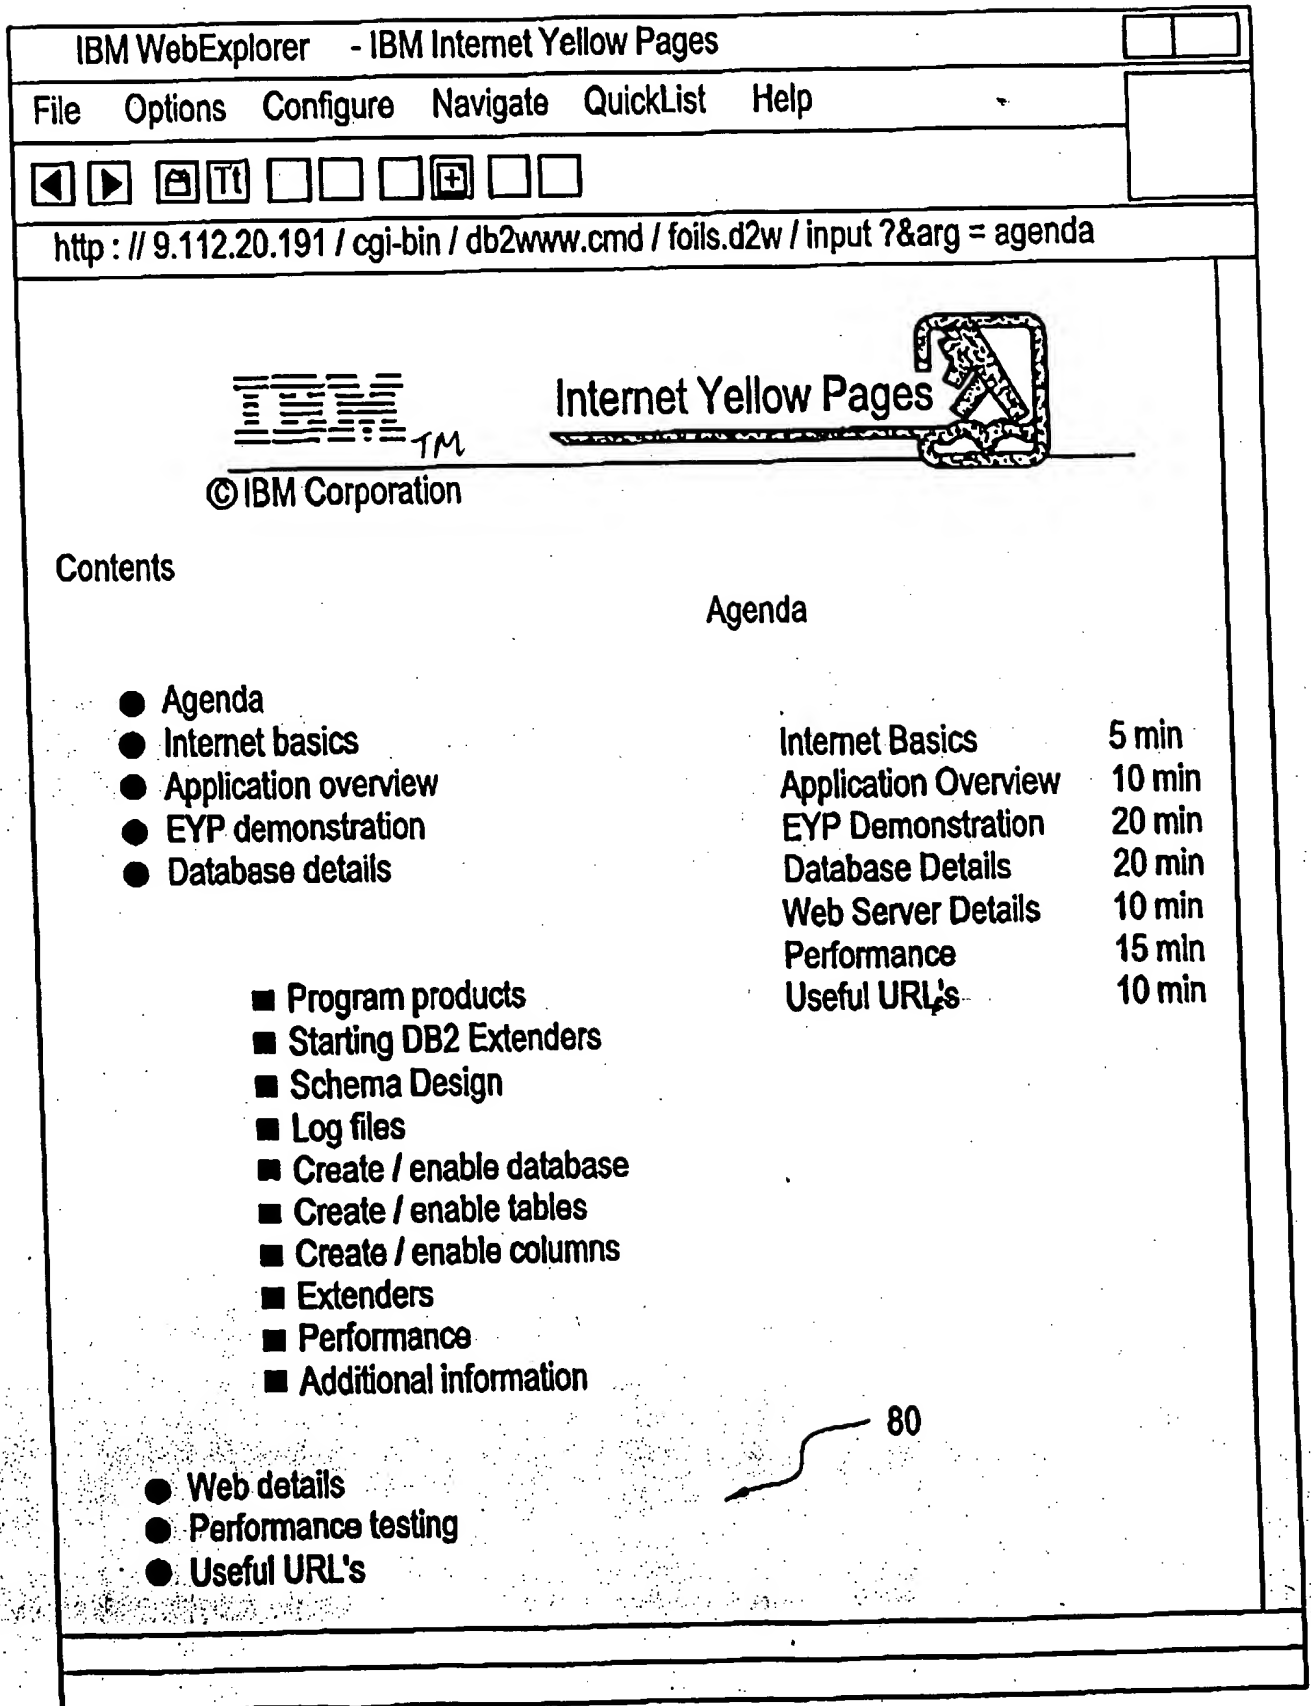 IBM WebExplorer - IBM Internet Yellow Pages
File Options Configure Navigate QuickList Help
Tt
http : // 9.112.20.191 / cgi-bin / db2www.cmd / foils.d2w / input ?&arg = agenda
IBM TM
Internet Yellow Pages
© IBM Corporation
Contents
Agenda
● Agenda
● Internet basics
● Application overview
● EYP demonstration
● Database details
■ Program products
■ Starting DB2 Extenders
■ Schema Design
■ Log files
■ Create / enable database
■ Create / enable tables
■ Create / enable columns
■ Extenders
■ Performance
■ Additional information
● Web details
● Performance testing
● Useful URL's
Internet Basics 5 min
Application Overview 10 min
EYP Demonstration 20 min
Database Details 20 min
Web Server Details 10 min
Performance 15 min
Useful URL's 10 min
80